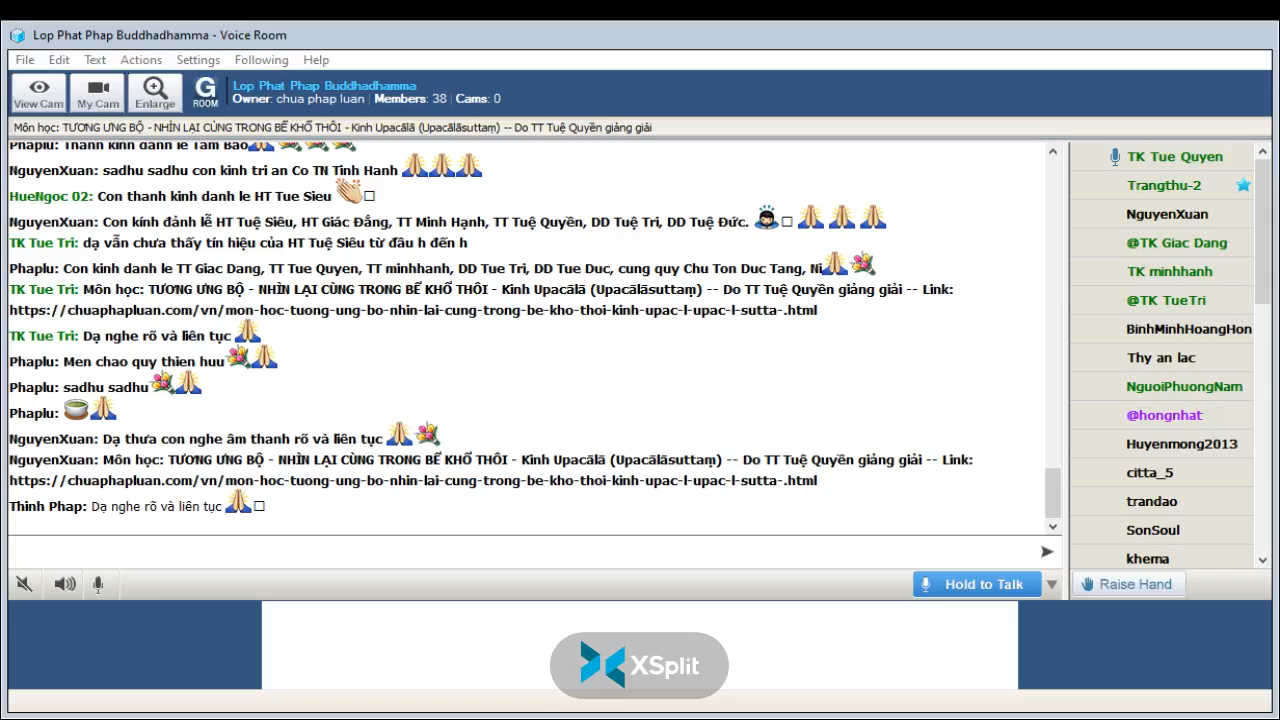 Lop Phat Phap Buddhadhamma - Voice Room
File Edit Text Actions Settings Following Help
View Cam My Cam Enlarge G ROOM
Lop Phat Phap Buddhadhamma
Owner: chua phap luan | Members: 38 | Cams: 0
Môn học: TƯƠNG ƯNG BỘ - NHÌN LẠI CÙNG TRONG BỂ KHỔ THÔI - Kinh Upacālā (Upacālāsuttaṃ) -- Do TT Tuệ Quyền giảng giải
Phaplu: Thanh kinh danh le Tam Bao
NguyenXuan: sadhu sadhu con kinh tri an Co TN Tinh Hanh
HueNgoc 02: Con thanh kinh danh le HT Tue Sieu
NguyenXuan: Con kính đảnh lễ HT Tuệ Siêu, HT Giác Đẳng, TT Minh Hạnh, TT Tuệ Quyền, DD Tuệ Tri, DD Tuệ Đức.
TK Tue Tri: dạ vẫn chưa thấy tín hiệu của HT Tuệ Siêu từ đầu h đến h
Phaplu: Con kinh danh le TT Giac Dang, TT Tue Quyen, TT minhhanh, DD Tue Tri, DD Tue Duc, cung quy Chu Ton Duc Tang, Ni
TK Tue Tri: Môn học: TƯƠNG ƯNG BỘ - NHÌN LẠI CÙNG TRONG BỂ KHỔ THÔI - Kinh Upacālā (Upacālāsuttaṃ) -- Do TT Tuệ Quyền giảng giải -- Link:
https://chuaphapluan.com/vn/mon-hoc-tuong-ung-bo-nhin-lai-cung-trong-be-kho-thoi-kinh-upac-l-upac-l-sutta-.html
TK Tue Tri: Dạ nghe rõ và liên tục
Phaplu: Men chao quy thien huu
Phaplu: sadhu sadhu
Phaplu:
NguyenXuan: Dạ thưa con nghe âm thanh rõ và liên tục
NguyenXuan: Môn học: TƯƠNG ƯNG BỘ - NHÌN LẠI CÙNG TRONG BỂ KHỔ THÔI - Kinh Upacālā (Upacālāsuttaṃ) -- Do TT Tuệ Quyền giảng giải -- Link:
https://chuaphapluan.com/vn/mon-hoc-tuong-ung-bo-nhin-lai-cung-trong-be-kho-thoi-kinh-upac-l-upac-l-sutta-.html
Thinh Phap: Dạ nghe rõ và liên tục
TK Tue Quyen
Trangthu-2
NguyenXuan
@TK Giac Dang
TK minhhanh
@TK TueTri
BinhMinhHoangHon
Thy an lac
NguoiPhuongNam
@hongnhat
Huyenmong2013
citta_5
trandao
SonSoul
khema
Hold to Talk
Raise Hand
XSplit